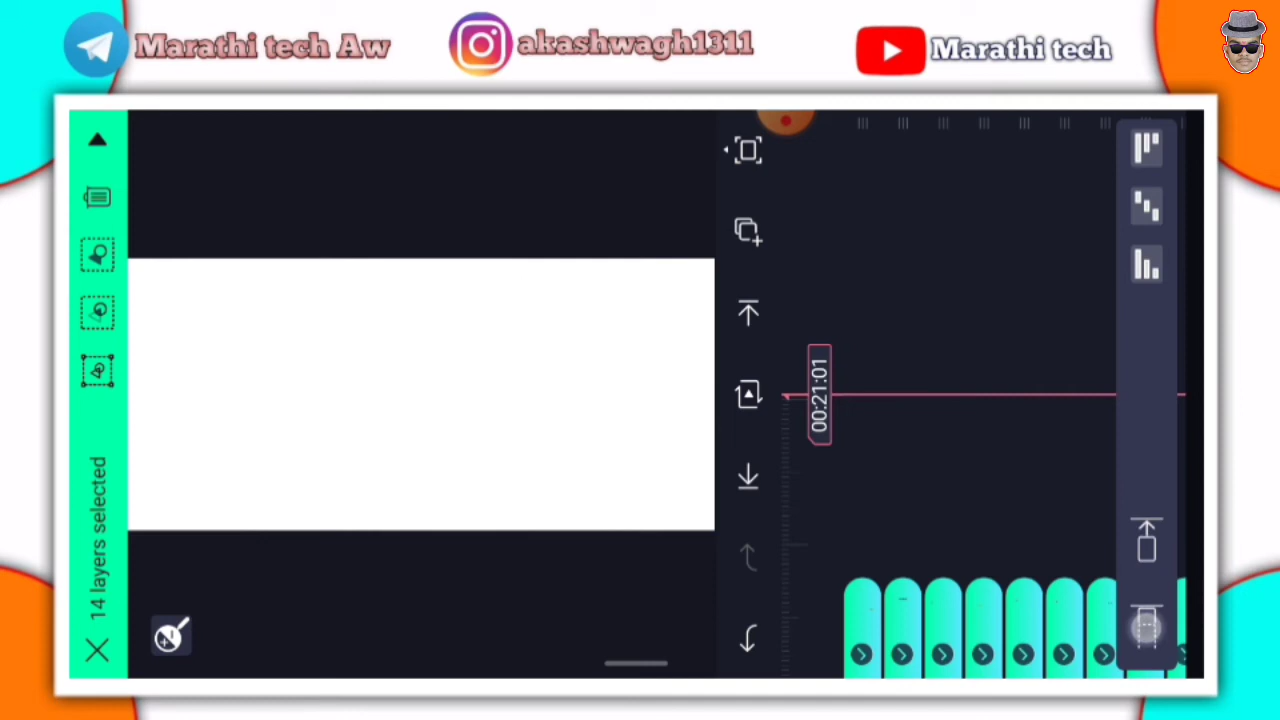 Marathi tech Aw
akashwagh1311
Marathi tech
14 layers selected
00:21:01